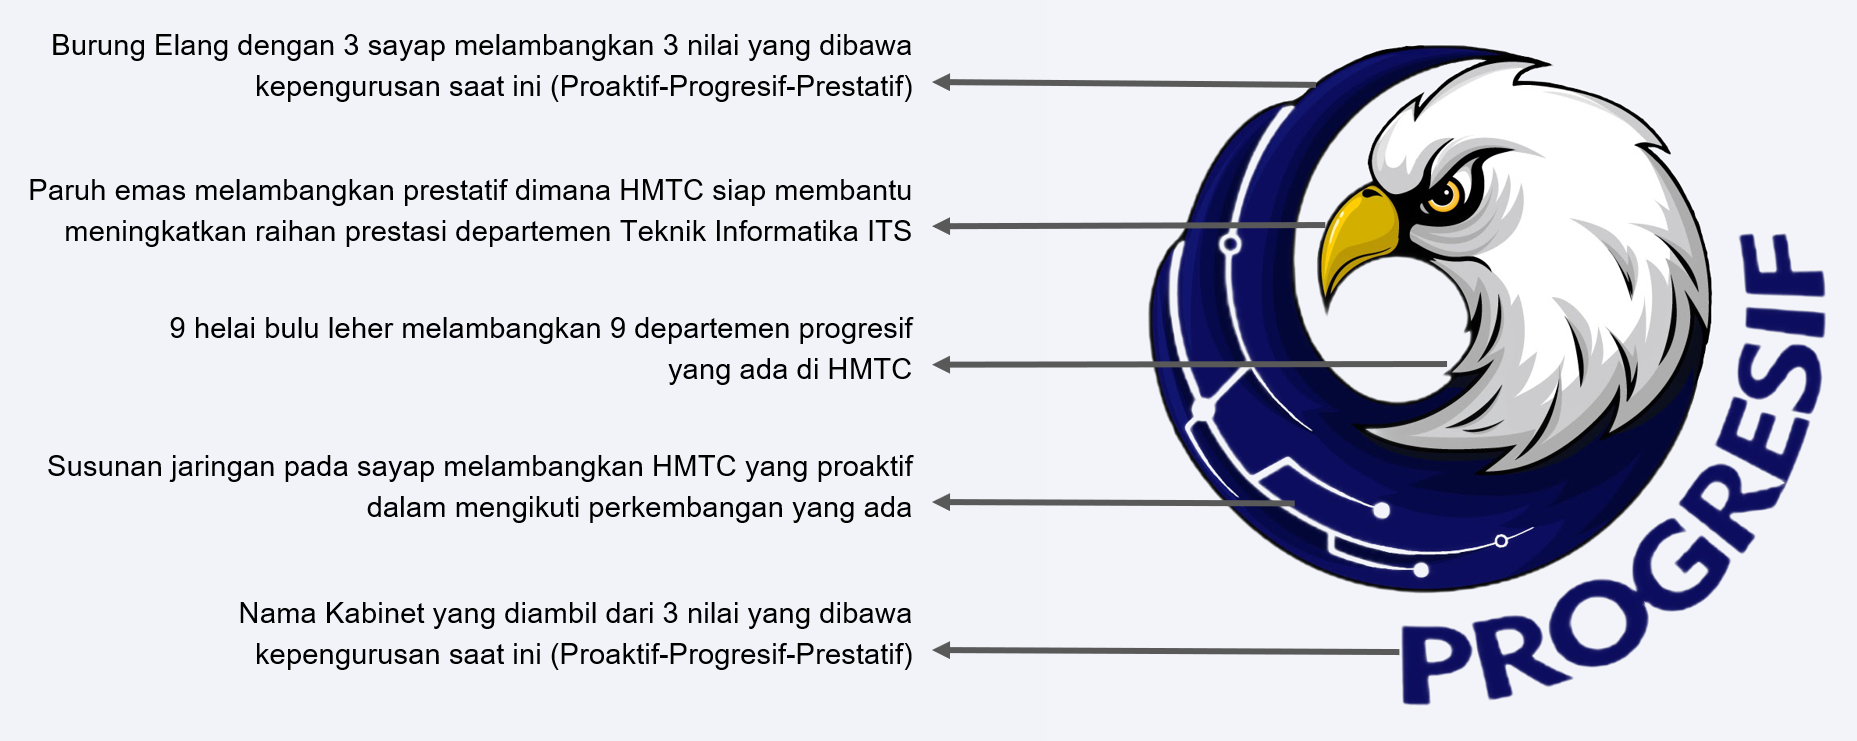 Burung Elang dengan 3 sayap melambangkan 3 nilai yang dibawa
kepengurusan saat ini (Proaktif-Progresif-Prestatif)
Paruh emas melambangkan prestatif dimana HMTC siap membantu
meningkatkan raihan prestasi departemen Teknik Informatika ITS
9 helai bulu leher melambangkan 9 departemen progresif
yang ada di HMTC
Susunan jaringan pada sayap melambangkan HMTC yang proaktif
dalam mengikuti perkembangan yang ada
Nama Kabinet yang diambil dari 3 nilai yang dibawa
kepengurusan saat ini (Proaktif-Progresif-Prestatif)
PROGRESIF